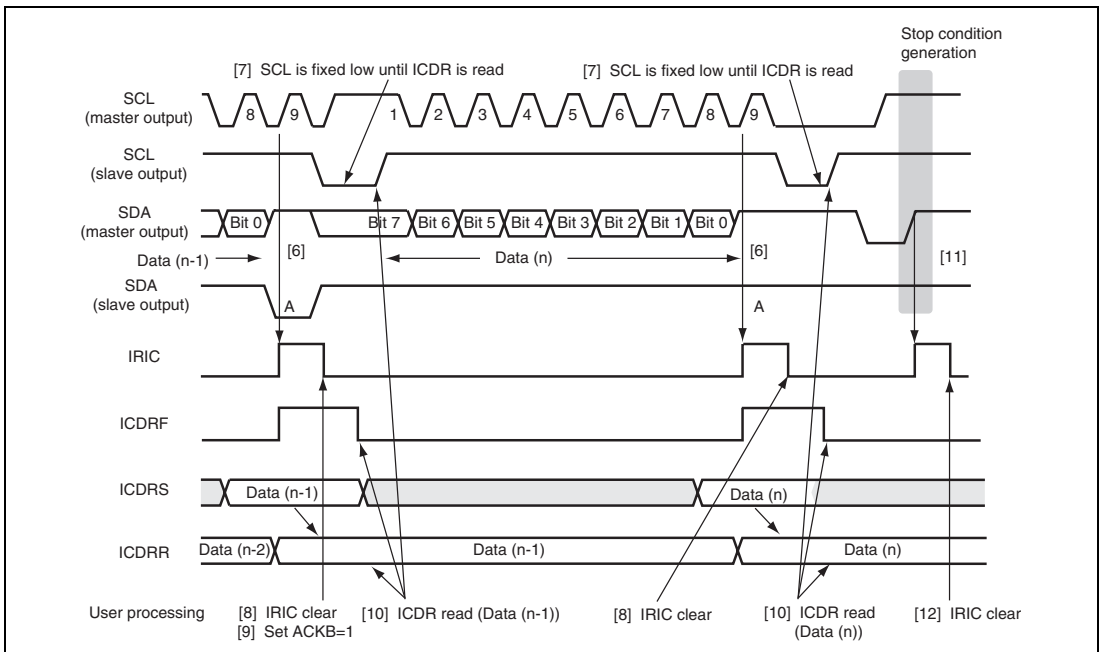 Stop condition
generation
[7] SCL is fixed low until ICDR is read
[7] SCL is fixed low until ICDR is read
SCL
(master output)
8 9 1 2 3 4 5 6 7 8 9
SCL
(slave output)
SDA
(master output)
Bit 0 Bit 7 Bit 6 Bit 5 Bit 4 Bit 3 Bit 2 Bit 1 Bit 0
[6] [6] [11]
Data (n-1) Data (n)
SDA
(slave output)
A A
IRIC
ICDRF
ICDRS
Data (n-1) Data (n)
ICDRR
Data (n-2) Data (n-1) Data (n)
User processing
[8] IRIC clear
[9] Set ACKB=1
[10] ICDR read (Data (n-1))
[8] IRIC clear
[10] ICDR read
(Data (n))
[12] IRIC clear